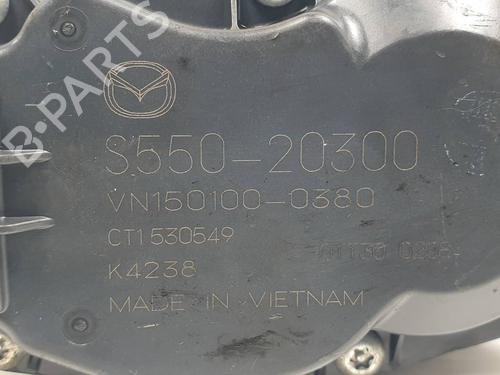 B-PARTS
S550-20300
VN150100-0380
CT1530549
K4238
MADE IN VIETNAM